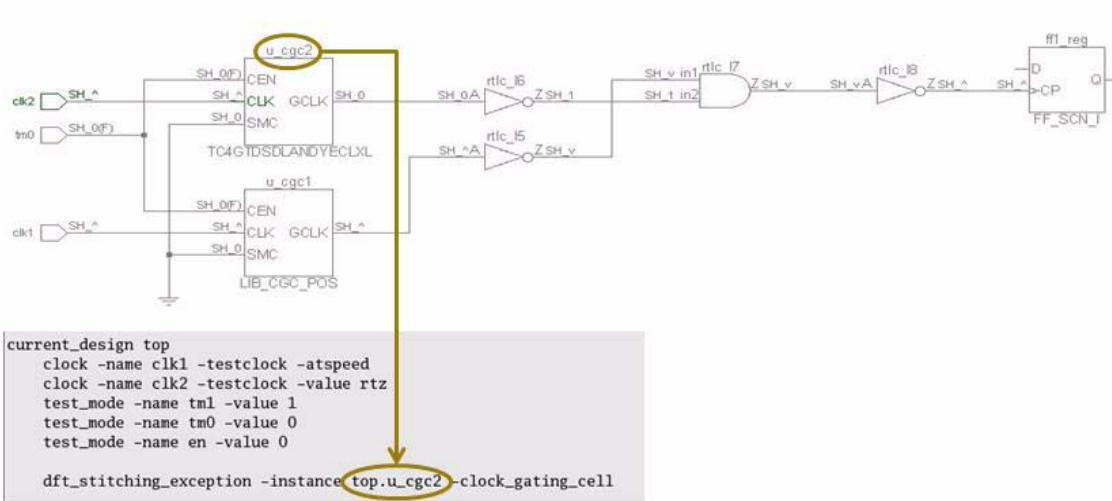 u_cgc2
ff1_reg
SH_0(F) CEN
rtlc_I6
SH_v in1 rtlc_I7
rtlc_I8
D
clk2 SH_^ SH_^ CLK GCLK SH_0 SH_0A Z SH_1 SH_1 in2 Z SH_v SH_vA Z SH_^ SH_^ CP Q
tm0 SH_0(F) SH_0 SMC
FF_SCN_I
TC4GTDSDLANDYECLXL
rtlc_I5
SH_^A Z SH_v
u_cgc1
SH_0(F) CEN
clk1 SH_^ SH_^ CLK GCLK SH_^
SH_0 SMC
LIB_CGC_POS
current_design top
clock -name clk1 -testclock -atspeed
clock -name clk2 -testclock -value rtz
test_mode -name tm1 -value 1
test_mode -name tm0 -value 0
test_mode -name en -value 0
dft_stitching_exception -instance top.u_cgc2 -clock_gating_cell